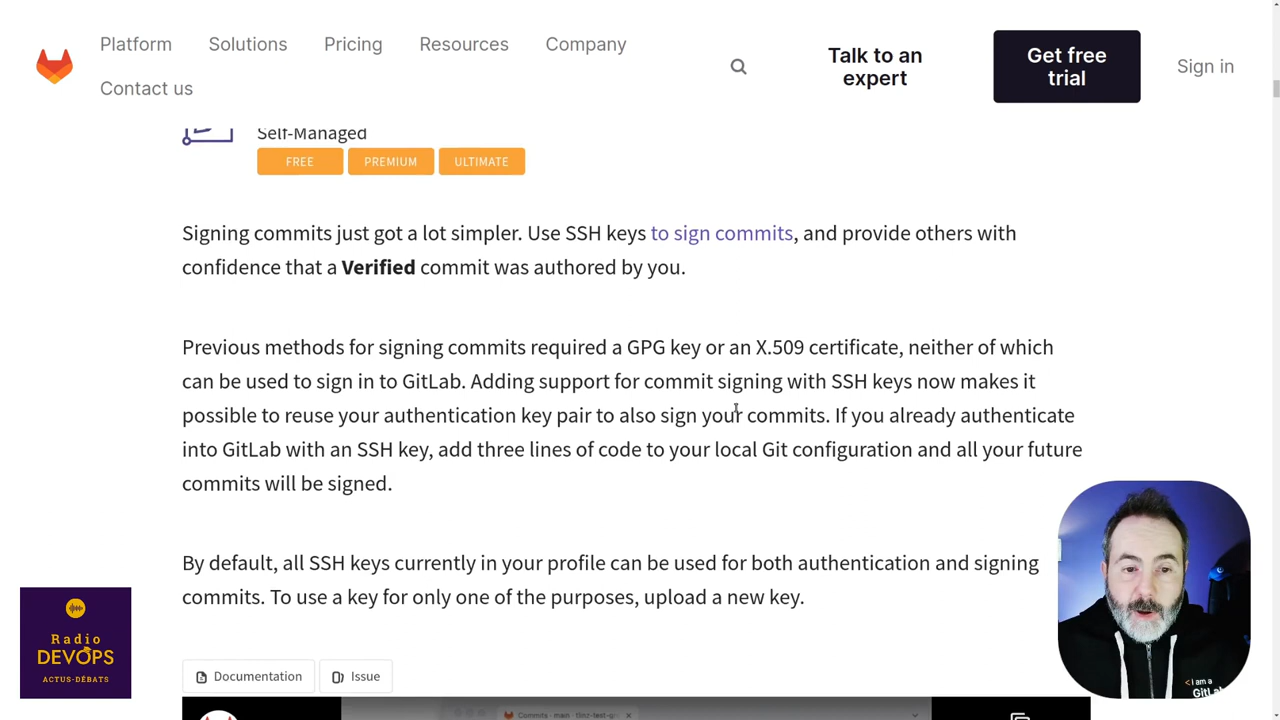 Platform Solutions Pricing Resources Company
Contact us
Talk to an
expert
Get free
trial
Sign in
Self-Managed
FREE PREMIUM ULTIMATE
Signing commits just got a lot simpler. Use SSH keys to sign commits, and provide others with
confidence that a Verified commit was authored by you.
Previous methods for signing commits required a GPG key or an X.509 certificate, neither of which
can be used to sign in to GitLab. Adding support for commit signing with SSH keys now makes it
possible to reuse your authentication key pair to also sign your commits. If you already authenticate
into GitLab with an SSH key, add three lines of code to your local Git configuration and all your future
commits will be signed.
By default, all SSH keys currently in your profile can be used for both authentication and signing
commits. To use a key for only one of the purposes, upload a new key.
Documentation Issue
Commits · main ·
Radio
DEVOPS
ACTUS-DÉBATS
< I am a